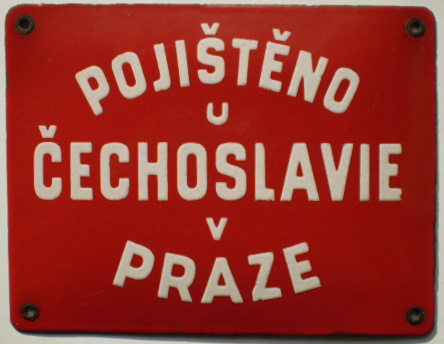 POJIŠTĚNO
U
ČECHOSLAVIE
V
PRAZE